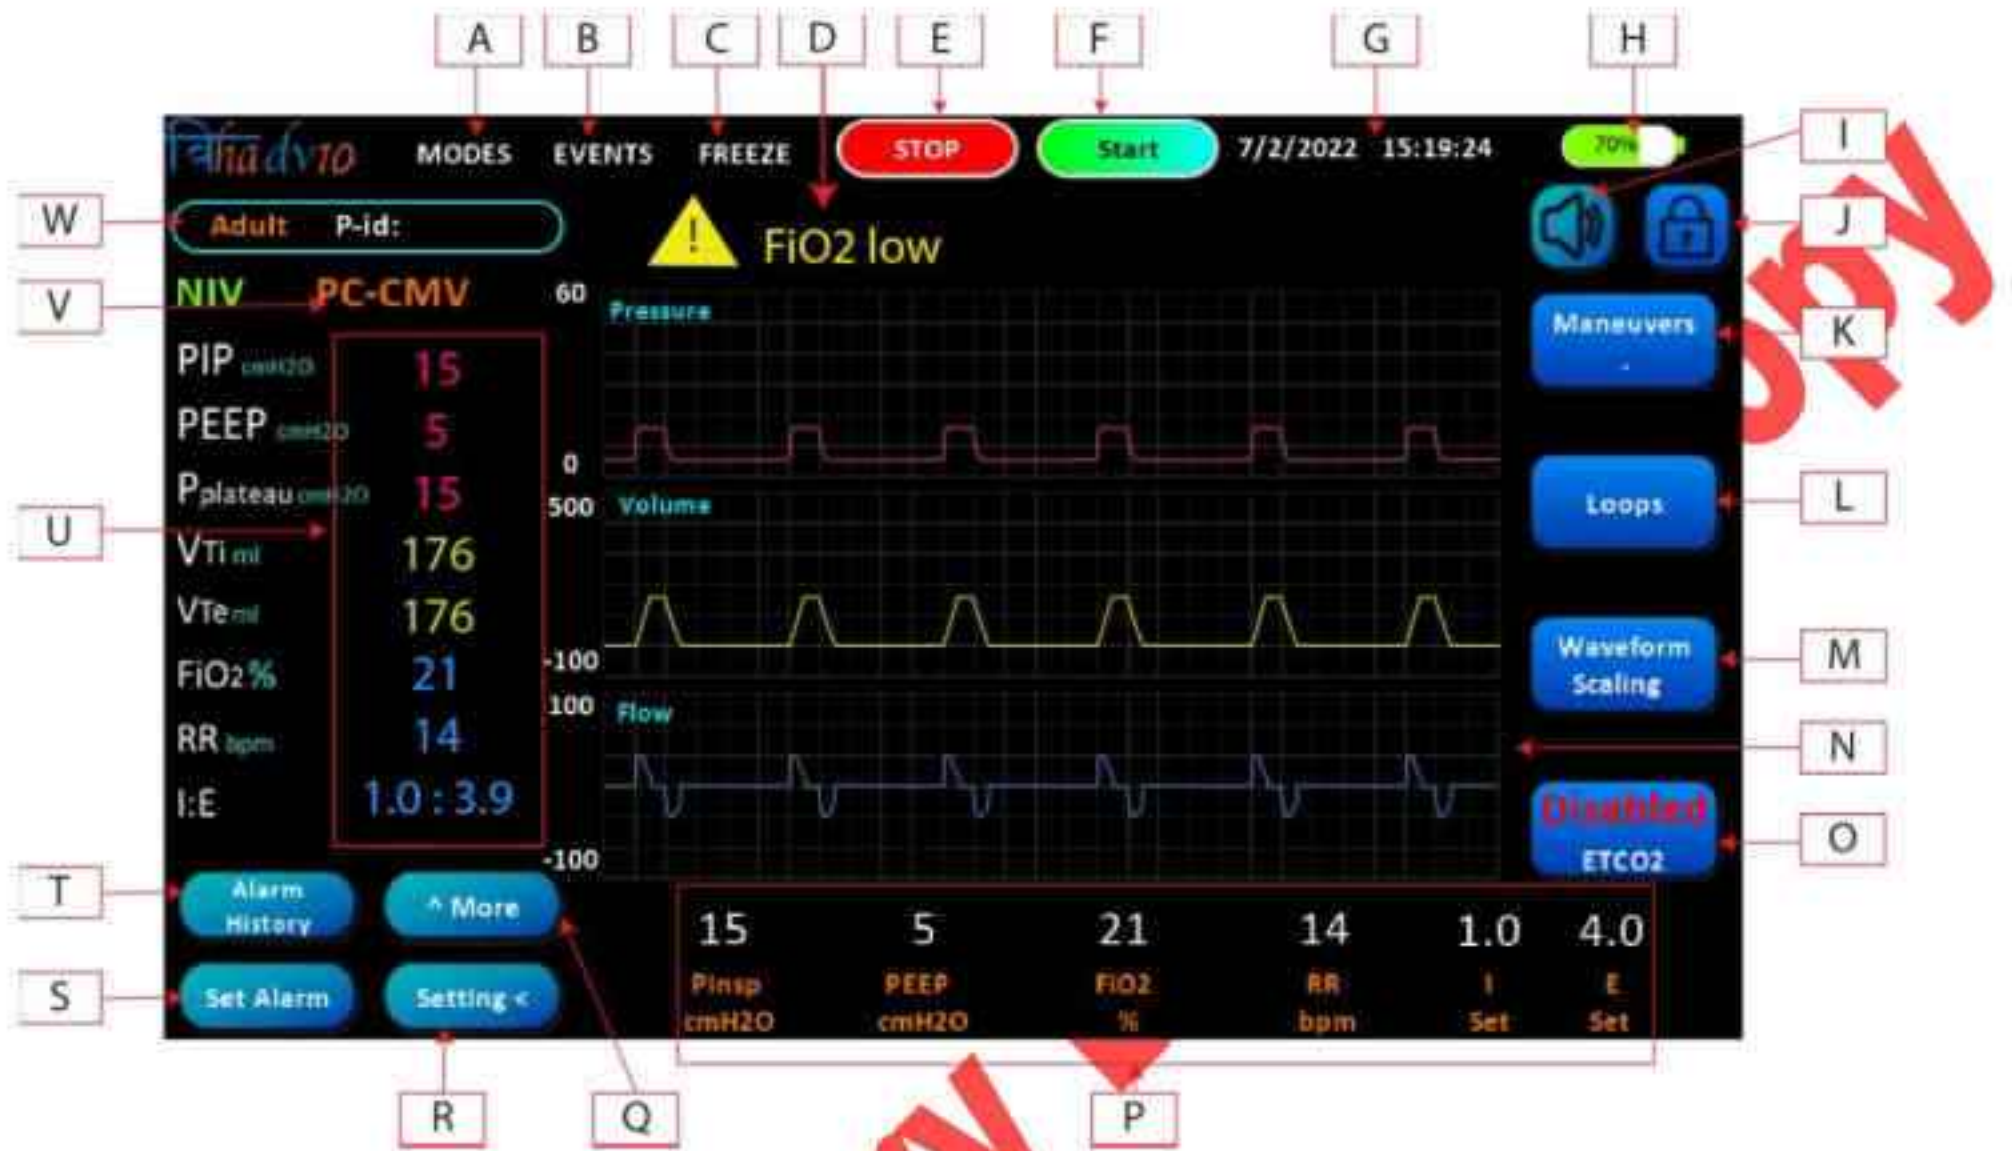 A B C D E F G H
MODES EVENTS FREEZE STOP Start 7/2/2022 15:19:24 70%
I
W Adult P-id: J
FiO2 low
V NIV PC-CMV
60 Pressure 0
Maneuvers K
PIP cmH2O 15
PEEP cmH2O 5
Pplateau cmH2O 15
500 Volume -100
Loops L
U
VTi ml 176
VTe ml 176
FiO2 % 21
Waveform M
Scaling
100 Flow -100
RR bpm 14
N
I:E 1.0 : 3.9
Disabled
ETCO2 O
T Alarm
History
^ More
S Set Alarm Setting <
15 5 21 14 1.0 4.0
Pinsp PEEP FiO2 RR I E
cmH2O cmH2O % bpm Set Set
R Q P
opy